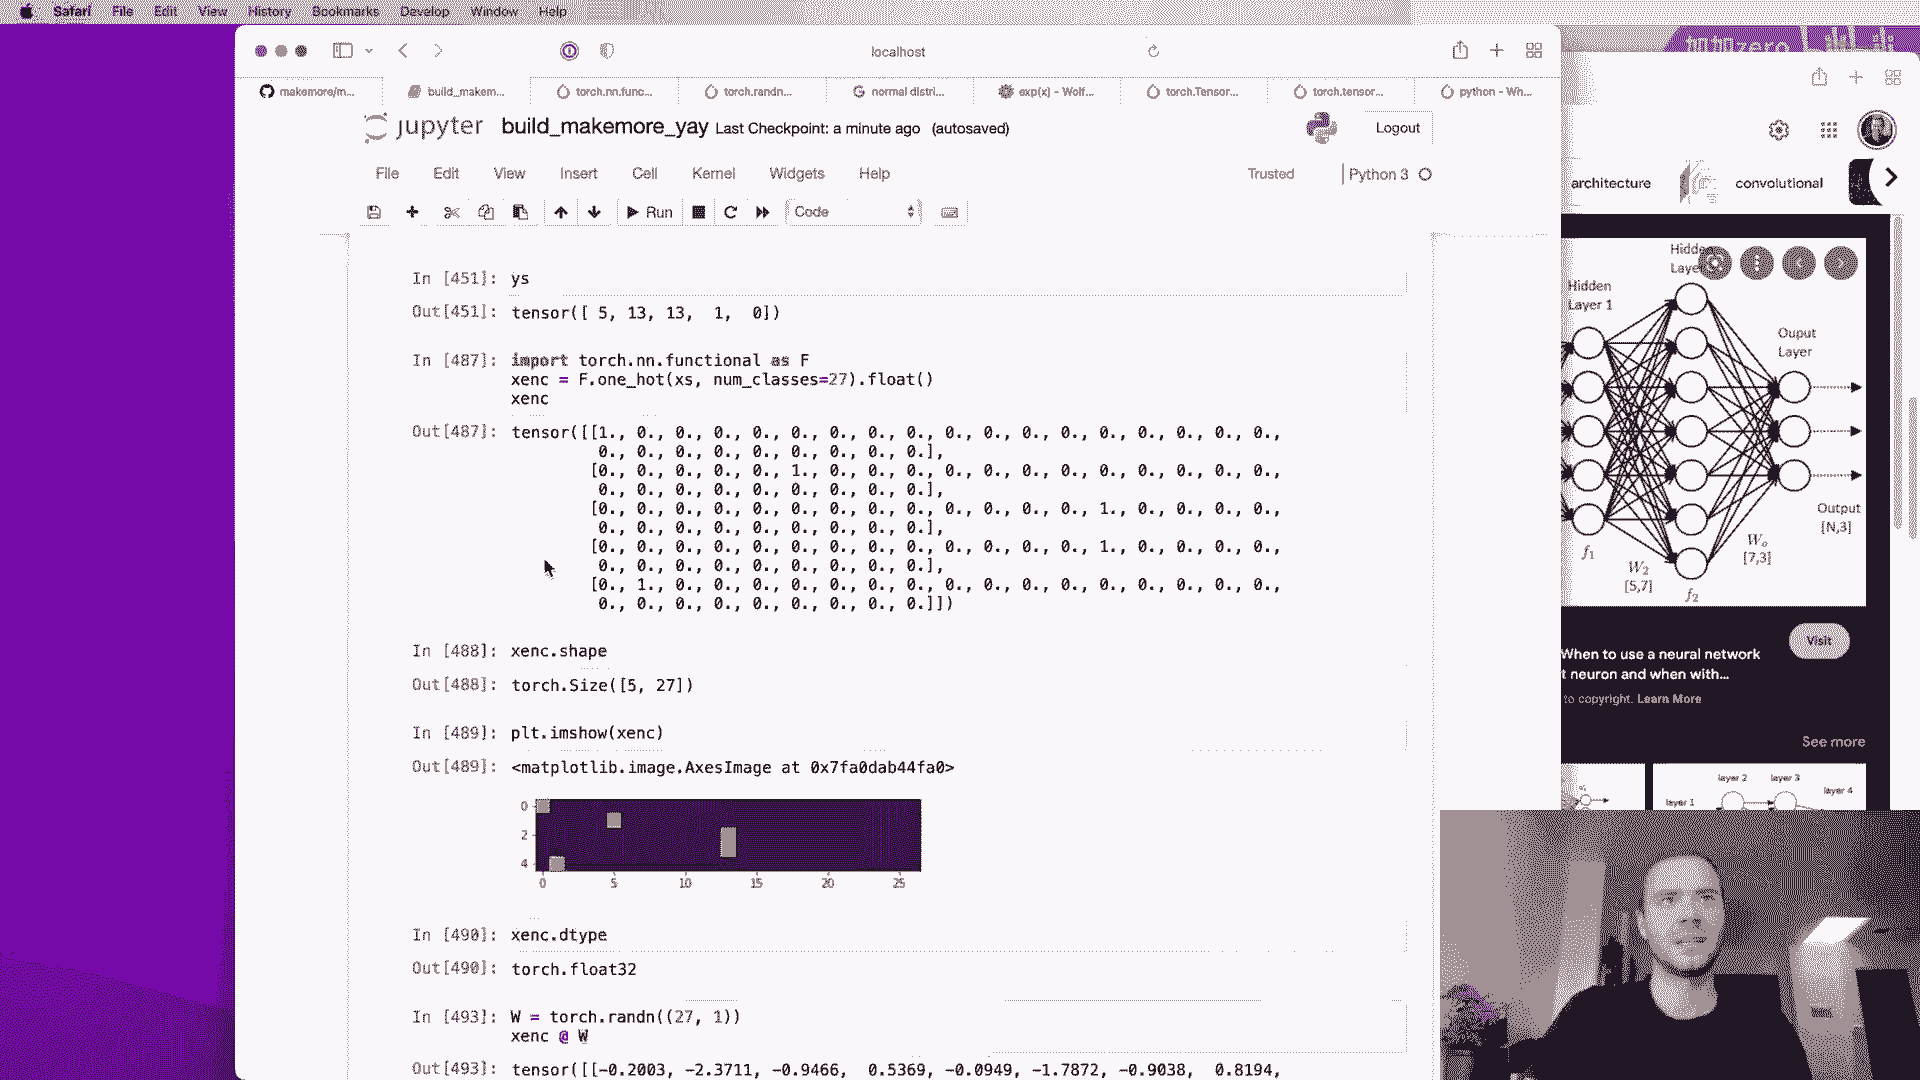 Safari File Edit View History Bookmarks Develop Window Help
localhost
makemore/m... build_makem... torch.nn.func... torch.randn... normal distri... exp(x) - Wolf... torch.Tensor... torch.tensor... python - Wh...
jupyter build_makemore_yay Last Checkpoint: a minute ago (autosaved) Logout
File Edit View Insert Cell Kernel Widgets Help Trusted Python 3
Run Code
In [451]: ys
Out[451]: tensor([ 5, 13, 13, 1, 0])
In [487]: import torch.nn.functional as F
xenc = F.one_hot(xs, num_classes=27).float()
xenc
Out[487]: tensor([[1., 0., 0., 0., 0., 0., 0., 0., 0., 0., 0., 0., 0., 0., 0., 0., 0., 0.,
0., 0., 0., 0., 0., 0., 0., 0., 0.],
[0., 0., 0., 0., 0., 1., 0., 0., 0., 0., 0., 0., 0., 0., 0., 0., 0., 0.,
0., 0., 0., 0., 0., 0., 0., 0., 0.],
[0., 0., 0., 0., 0., 0., 0., 0., 0., 0., 0., 0., 0., 1., 0., 0., 0., 0.,
0., 0., 0., 0., 0., 0., 0., 0., 0.],
[0., 0., 0., 0., 0., 0., 0., 0., 0., 0., 0., 0., 0., 1., 0., 0., 0., 0.,
0., 0., 0., 0., 0., 0., 0., 0., 0.],
[0., 1., 0., 0., 0., 0., 0., 0., 0., 0., 0., 0., 0., 0., 0., 0., 0., 0.,
0., 0., 0., 0., 0., 0., 0., 0., 0.]])
In [488]: xenc.shape
Out[488]: torch.Size([5, 27])
In [489]: plt.imshow(xenc)
Out[489]: <matplotlib.image.AxesImage at 0x7fa0dab44fa0>
0
2
4
0 5 10 15 20 25
In [490]: xenc.dtype
Out[490]: torch.float32
In [493]: W = torch.randn((27, 1))
xenc @ W
Out[493]: tensor([[-0.2003, -2.3711, -0.9466, 0.5369, -0.0949, -1.7872, -0.9038, 0.8194,
zero
architecture convolutional
Hidden
Layer 1
Ouput
Layer
Output
[N,3]
f₁
W₂
[5,7]
f₂
Wₒ
[7,3]
Visit
When to use a neural network
t neuron and when with...
to copyright. Learn More
See more
layer 1
layer 2
layer 3
layer 4